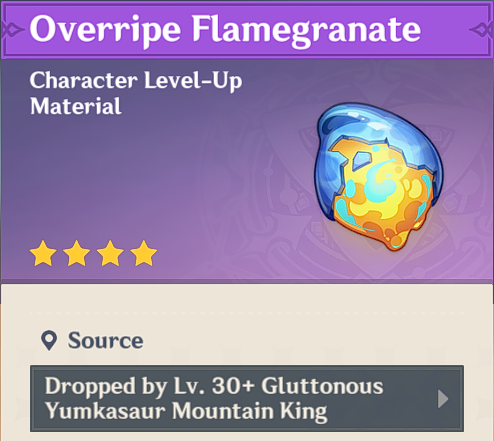 Overripe Flamegranate
Character Level-Up
Material
Source
Dropped by Lv. 30+ Gluttonous
Yumkasaur Mountain King